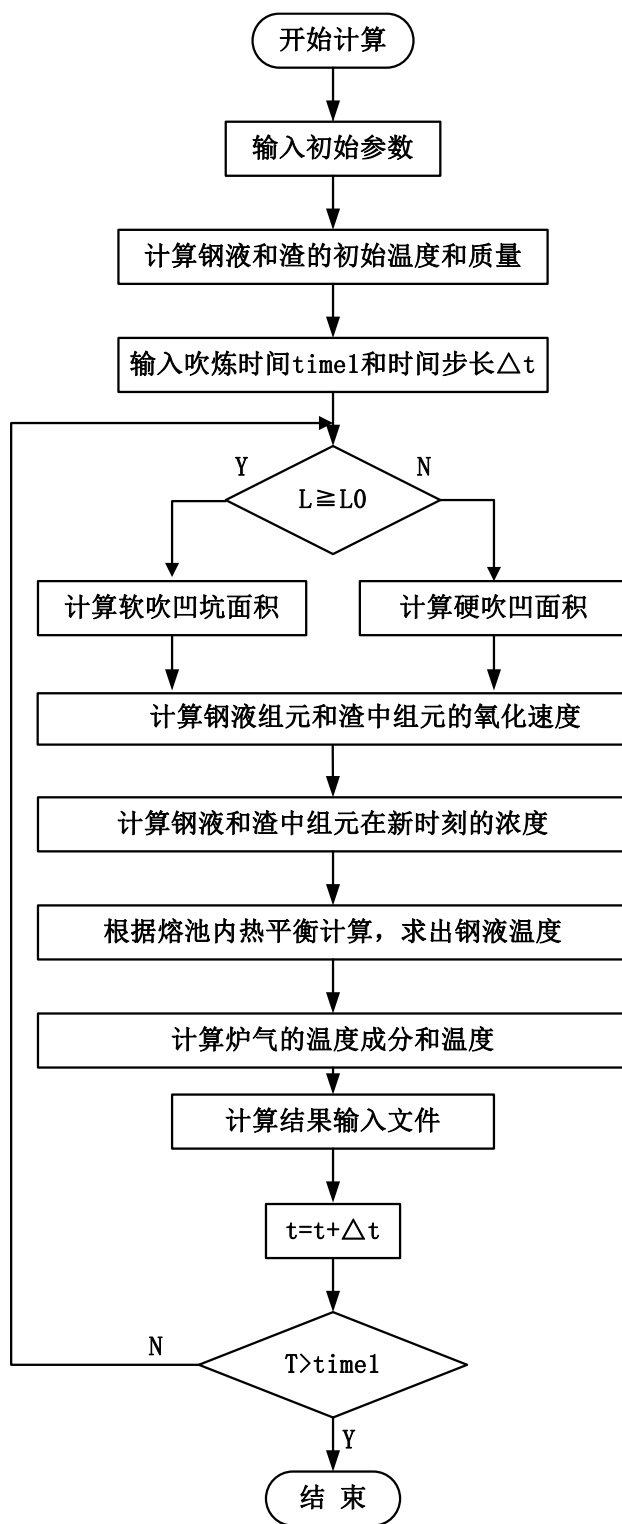 开始计算
输入初始参数
计算钢液和渣的初始温度和质量
输入吹炼时间time1和时间步长△t
Y
N
L≧L0
计算软吹凹坑面积
计算硬吹凹面积
计算钢液组元和渣中组元的氧化速度
计算钢液和渣中组元在新时刻的浓度
根据熔池内热平衡计算，求出钢液温度
计算炉气的温度成分和温度
计算结果输入文件
t=t+△t
N
T>time1
Y
结 束